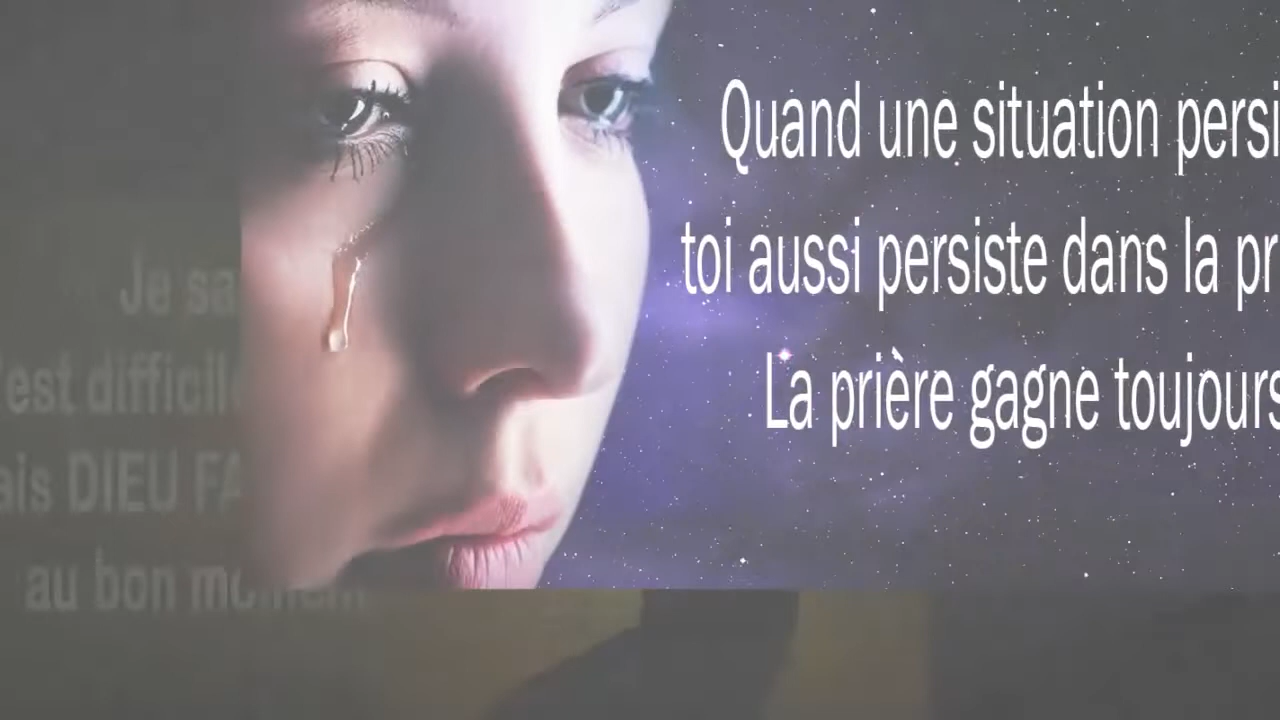 Quand une situation persi
toi aussi persiste dans la pr
La prière gagne toujours
Je sa
'est difficile
ais DIEU FA
au bon moment